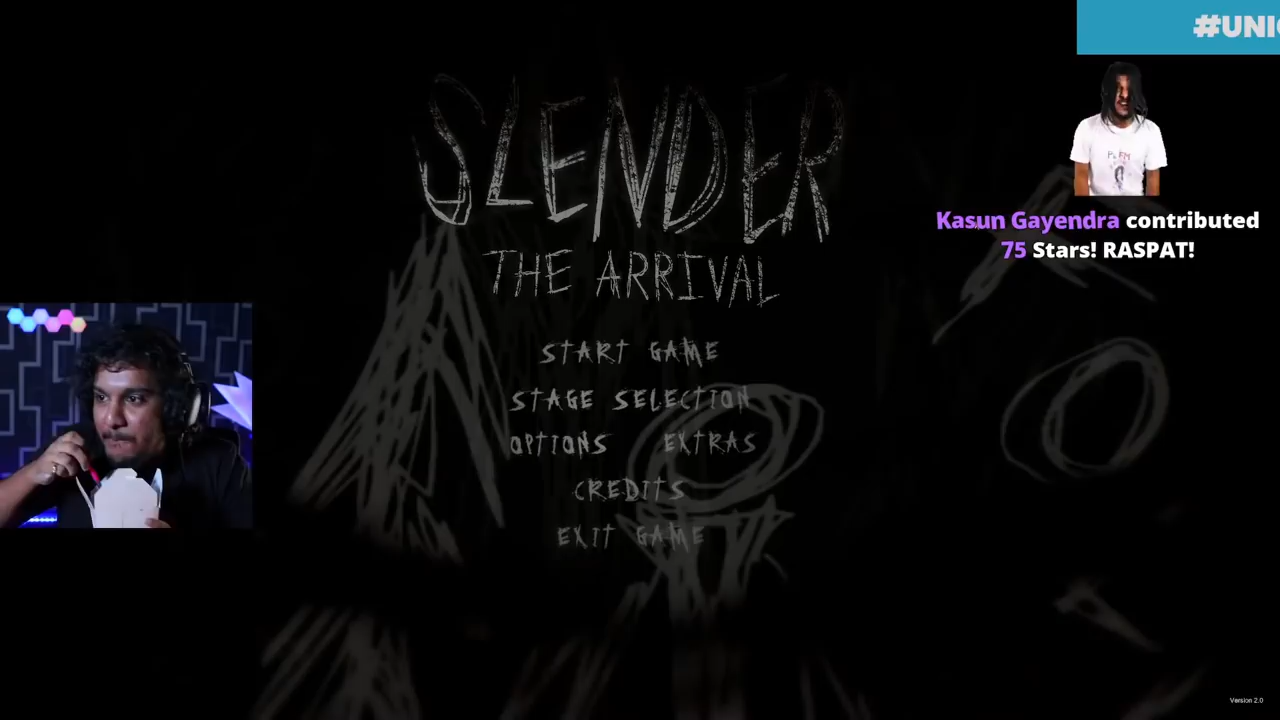 #UNI
SLENDER
THE ARRIVAL
Kasun Gayendra contributed
75 Stars! RASPAT!
START GAME
STAGE SELECTION
OPTIONS EXTRAS
CREDITS
EXIT GAME
Version 2.0